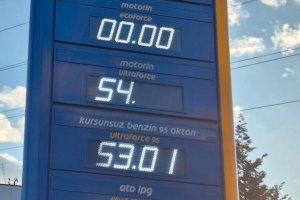 motorin
ecoforce
00.00
motorin
ultraforce
54.
kurşunsuz benzin 95 oktan
ultraforce 95
53.01
oto lpg